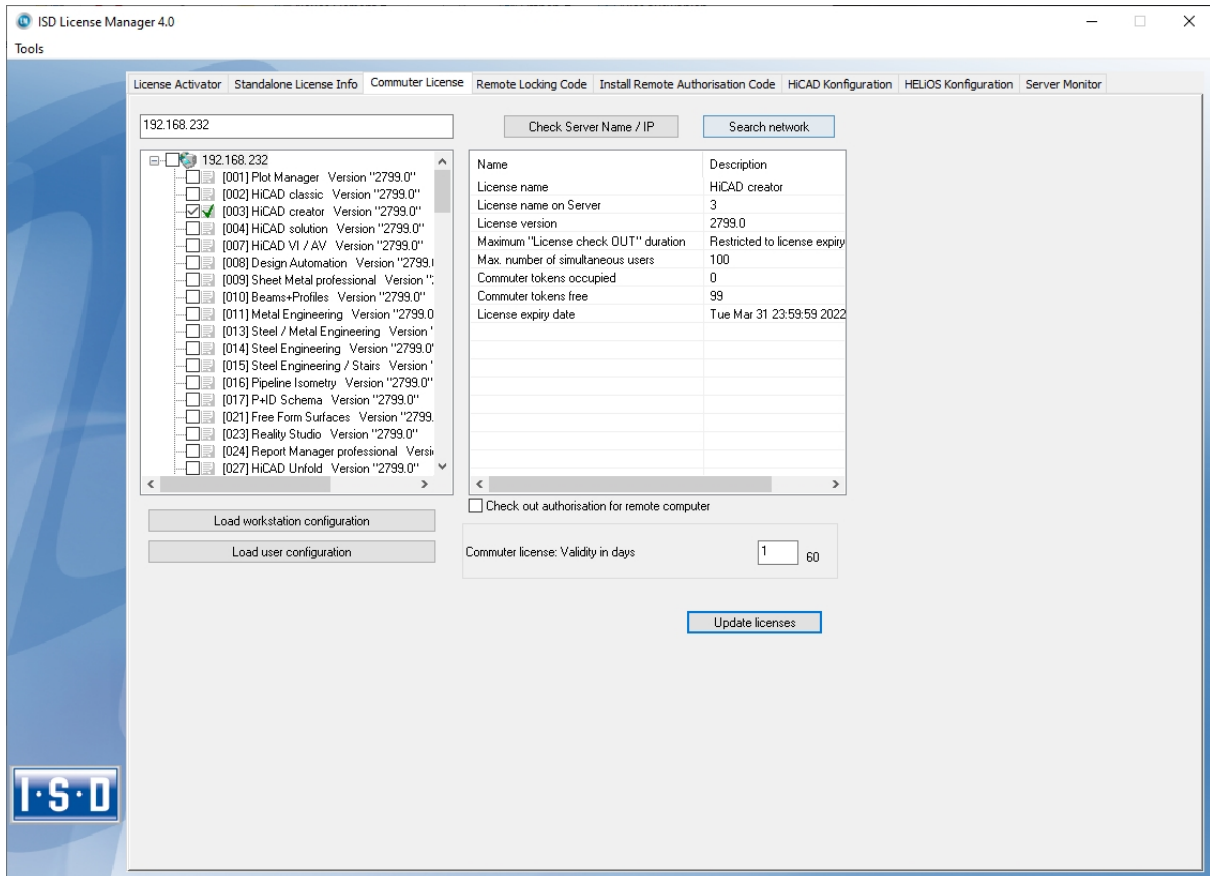 ISD License Manager 4.0
Tools
License Activator Standalone License Info Commuter License Remote Locking Code Install Remote Authorisation Code HiCAD Konfiguration HELiOS Konfiguration Server Monitor
192.168.232 Check Server Name / IP Search network
192.168.232
[001] Plot Manager Version "2799.0"
[002] HiCAD classic Version "2799.0"
[003] HiCAD creator Version "2799.0"
[004] HiCAD solution Version "2799.0"
[007] HiCAD VI / AV Version "2799.0"
[008] Design Automation Version "2799.
[009] Sheet Metal professional Version "
[010] Beams+Profiles Version "2799.0"
[011] Metal Engineering Version "2799.0
[013] Steel / Metal Engineering Version "
[014] Steel Engineering Version "2799.0"
[015] Steel Engineering / Stairs Version "
[016] Pipeline Isometry Version "2799.0"
[017] P+ID Schema Version "2799.0"
[021] Free Form Surfaces Version "2799.
[023] Reality Studio Version "2799.0"
[024] Report Manager professional Versi
[027] HiCAD Unfold Version "2799.0"
Name Description
License name HiCAD creator
License name on Server 3
License version 2799.0
Maximum "License check OUT" duration Restricted to license expiry
Max. number of simultaneous users 100
Commuter tokens occupied 0
Commuter tokens free 99
License expiry date Tue Mar 31 23:59:59 2022
Check out authorisation for remote computer
Load workstation configuration
Load user configuration
Commuter license: Validity in days 1 60
Update licenses
I·S·D